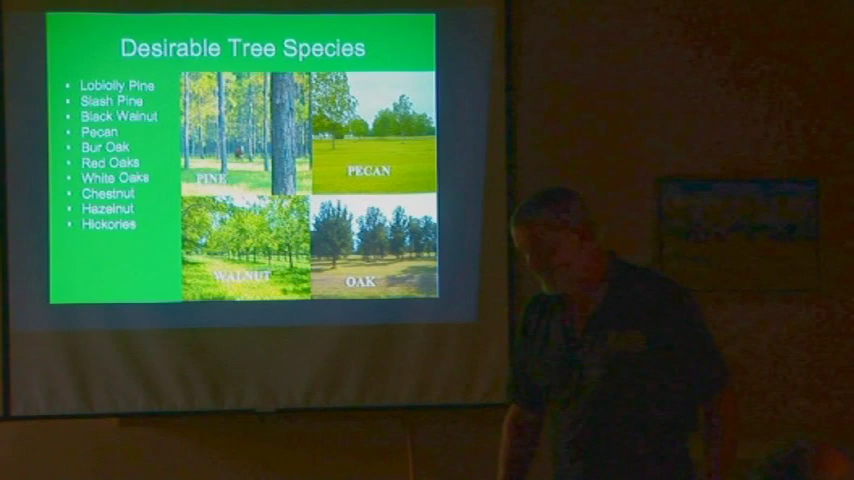 Desirable Tree Species
• Loblolly Pine
• Slash Pine
• Black Walnut
• Pecan
• Bur Oak
• Red Oaks
• White Oaks
• Chestnut
• Hazelnut
• Hickories
PINE
PECAN
WALNUT
OAK